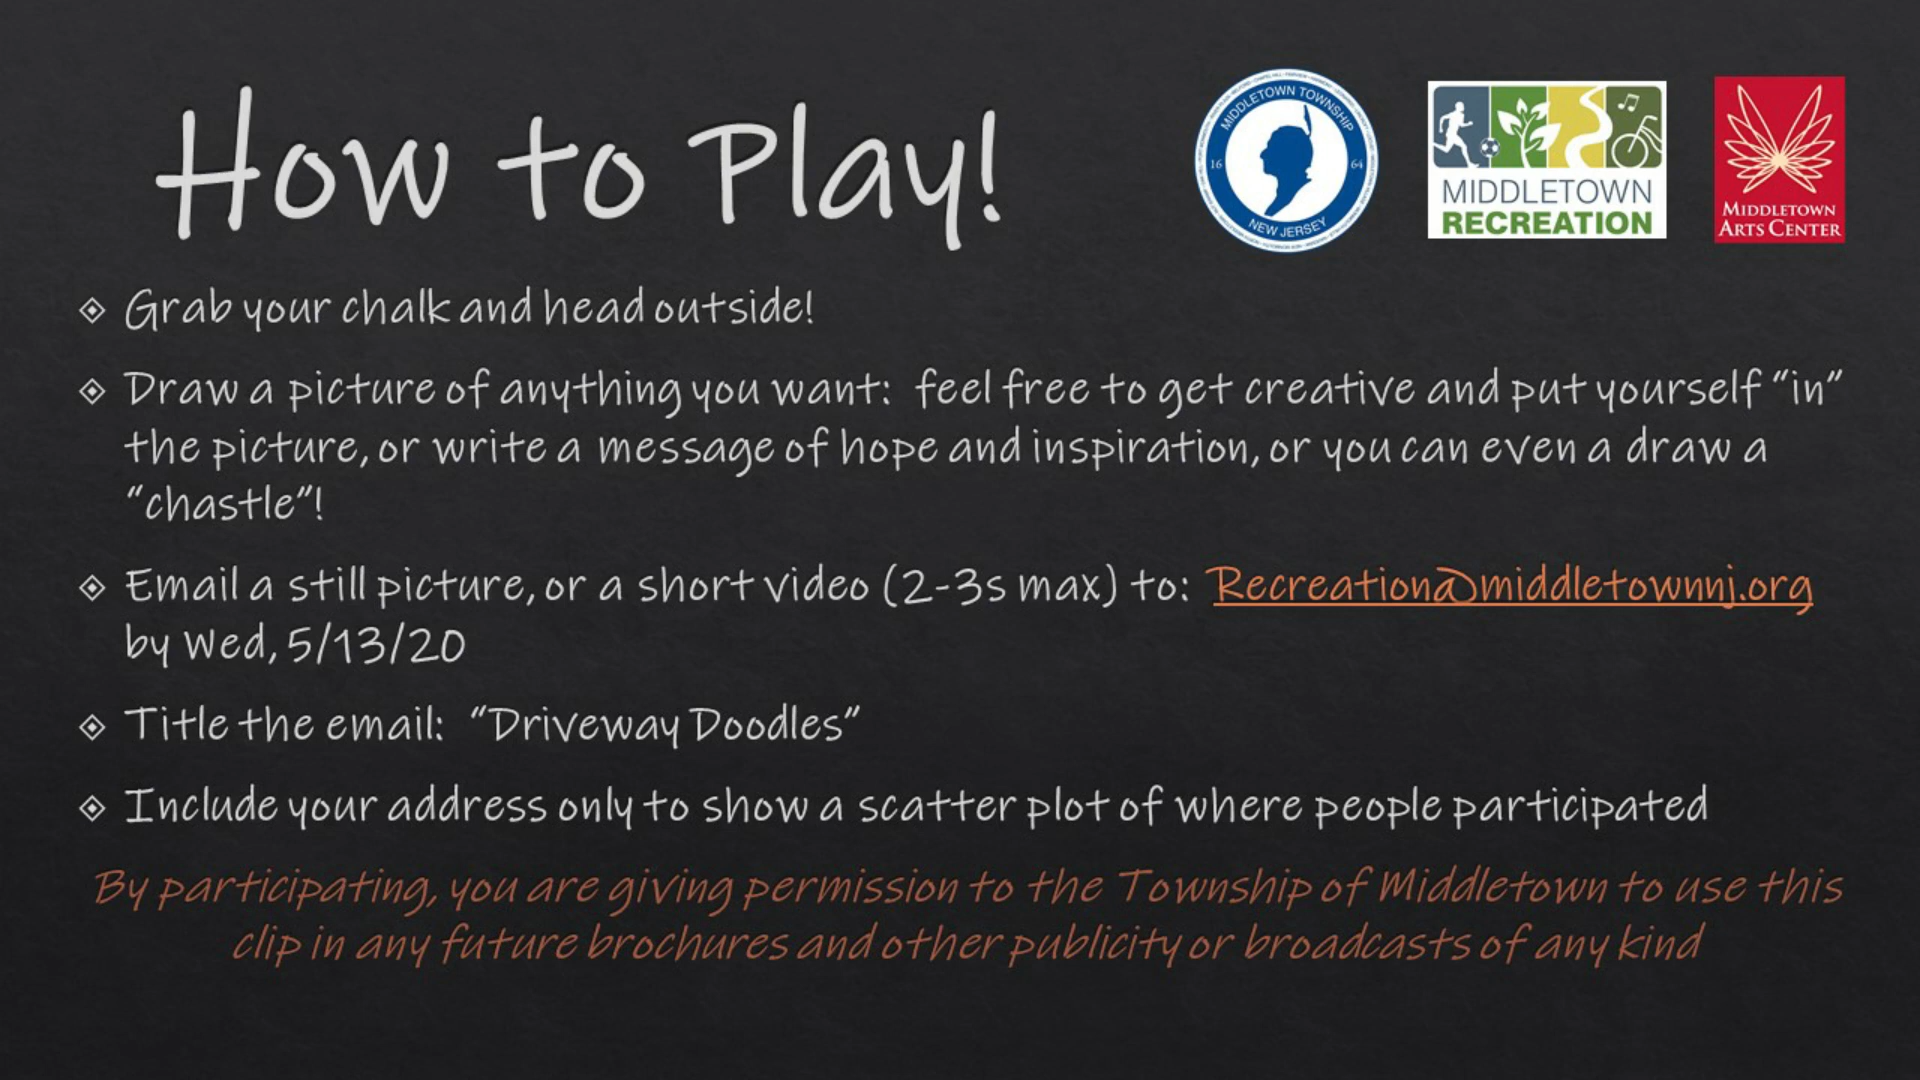 How to Play!
MIDDLETOWN TOWNSHIP
16 64
NEW JERSEY
MIDDLETOWN
RECREATION
MIDDLETOWN
ARTS CENTER
Grab your chalk and head outside!
Draw a picture of anything you want: feel free to get creative and put yourself “in”
the picture, or write a message of hope and inspiration, or you can even a draw a
“chastle”!
Email a still picture, or a short video (2-3s max) to: Recreation@middletownnj.org
by Wed, 5/13/20
Title the email: “Driveway Doodles”
Include your address only to show a scatter plot of where people participated
By participating, you are giving permission to the Township of Middletown to use this
clip in any future brochures and other publicity or broadcasts of any kind